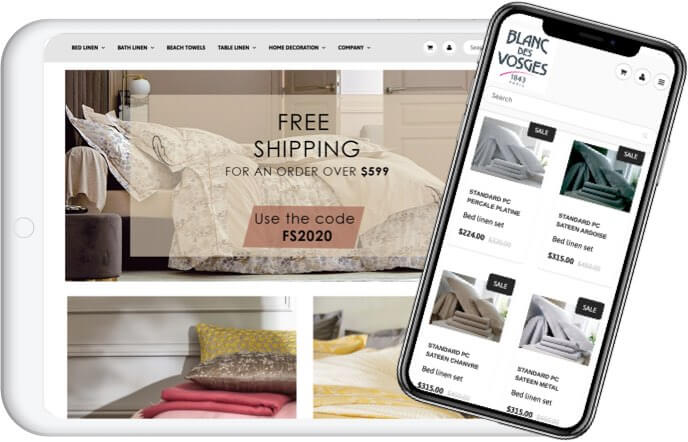 BED LINEN BATH LINEN BEACH TOWELS TABLE LINEN HOME DECORATION COMPANY
FREE
SHIPPING
FOR AN ORDER OVER $599
Use the code
FS2020
BLANC
DES
VOSGES
1843
PARIS
Search
SALE
STANDARD PC
PERCALE PLATINE
Bed linen set
$224.00 $320.00
SALE
STANDARD PC
SATEEN ARDOISE
Bed linen set
$315.00 $450.00
SALE
STANDARD PC
SATEEN CHANVRE
Bed linen set
$315.00
SALE
STANDARD PC
SATEEN METAL
Bed linen set
$315.00